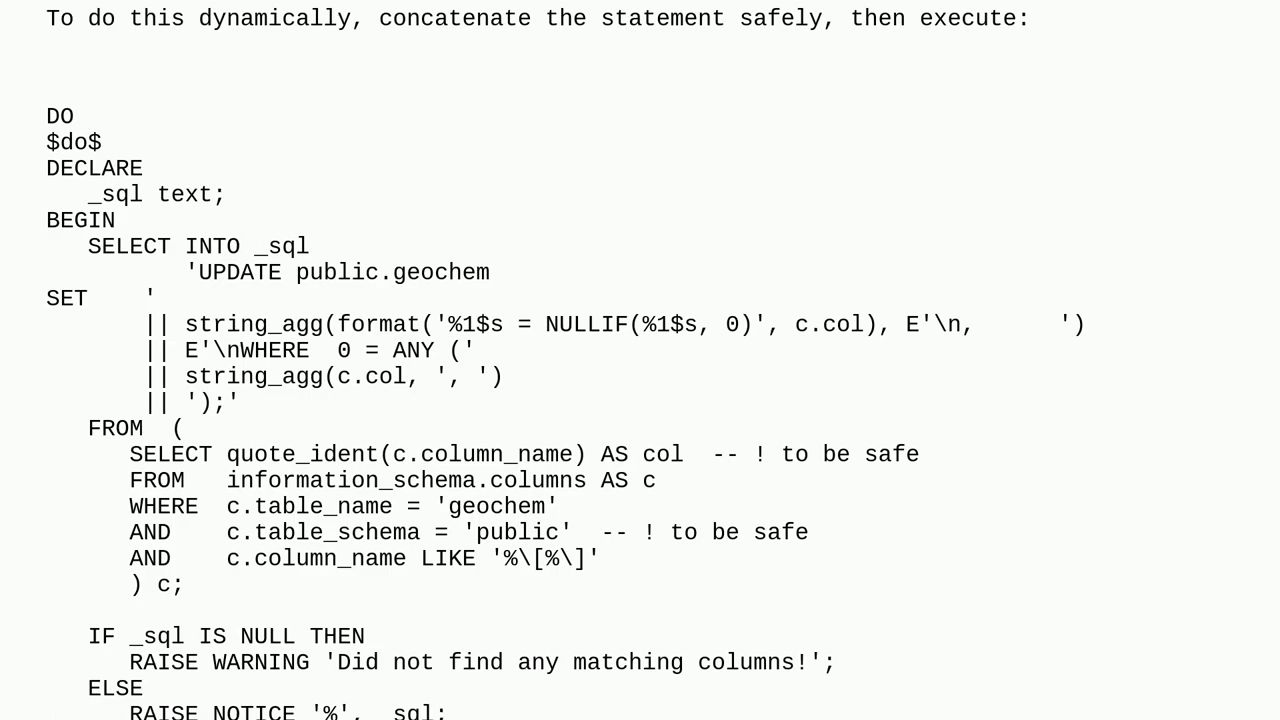 To do this dynamically, concatenate the statement safely, then execute:
DO
$do$
DECLARE
   _sql text;
BEGIN
   SELECT INTO _sql
          'UPDATE public.geochem
SET    '
       || string_agg(format('%1$s = NULLIF(%1$s, 0)', c.col), E'\n,      ')
       || E'\nWHERE  0 = ANY ('
       || string_agg(c.col, ', ')
       || ');'
   FROM  (
      SELECT quote_ident(c.column_name) AS col  -- ! to be safe
      FROM   information_schema.columns AS c
      WHERE  c.table_name = 'geochem'
      AND    c.table_schema = 'public'  -- ! to be safe
      AND    c.column_name LIKE '%\[%\]'
      ) c;
   IF _sql IS NULL THEN
      RAISE WARNING 'Did not find any matching columns!';
   ELSE
      RAISE NOTICE '%', _sql;